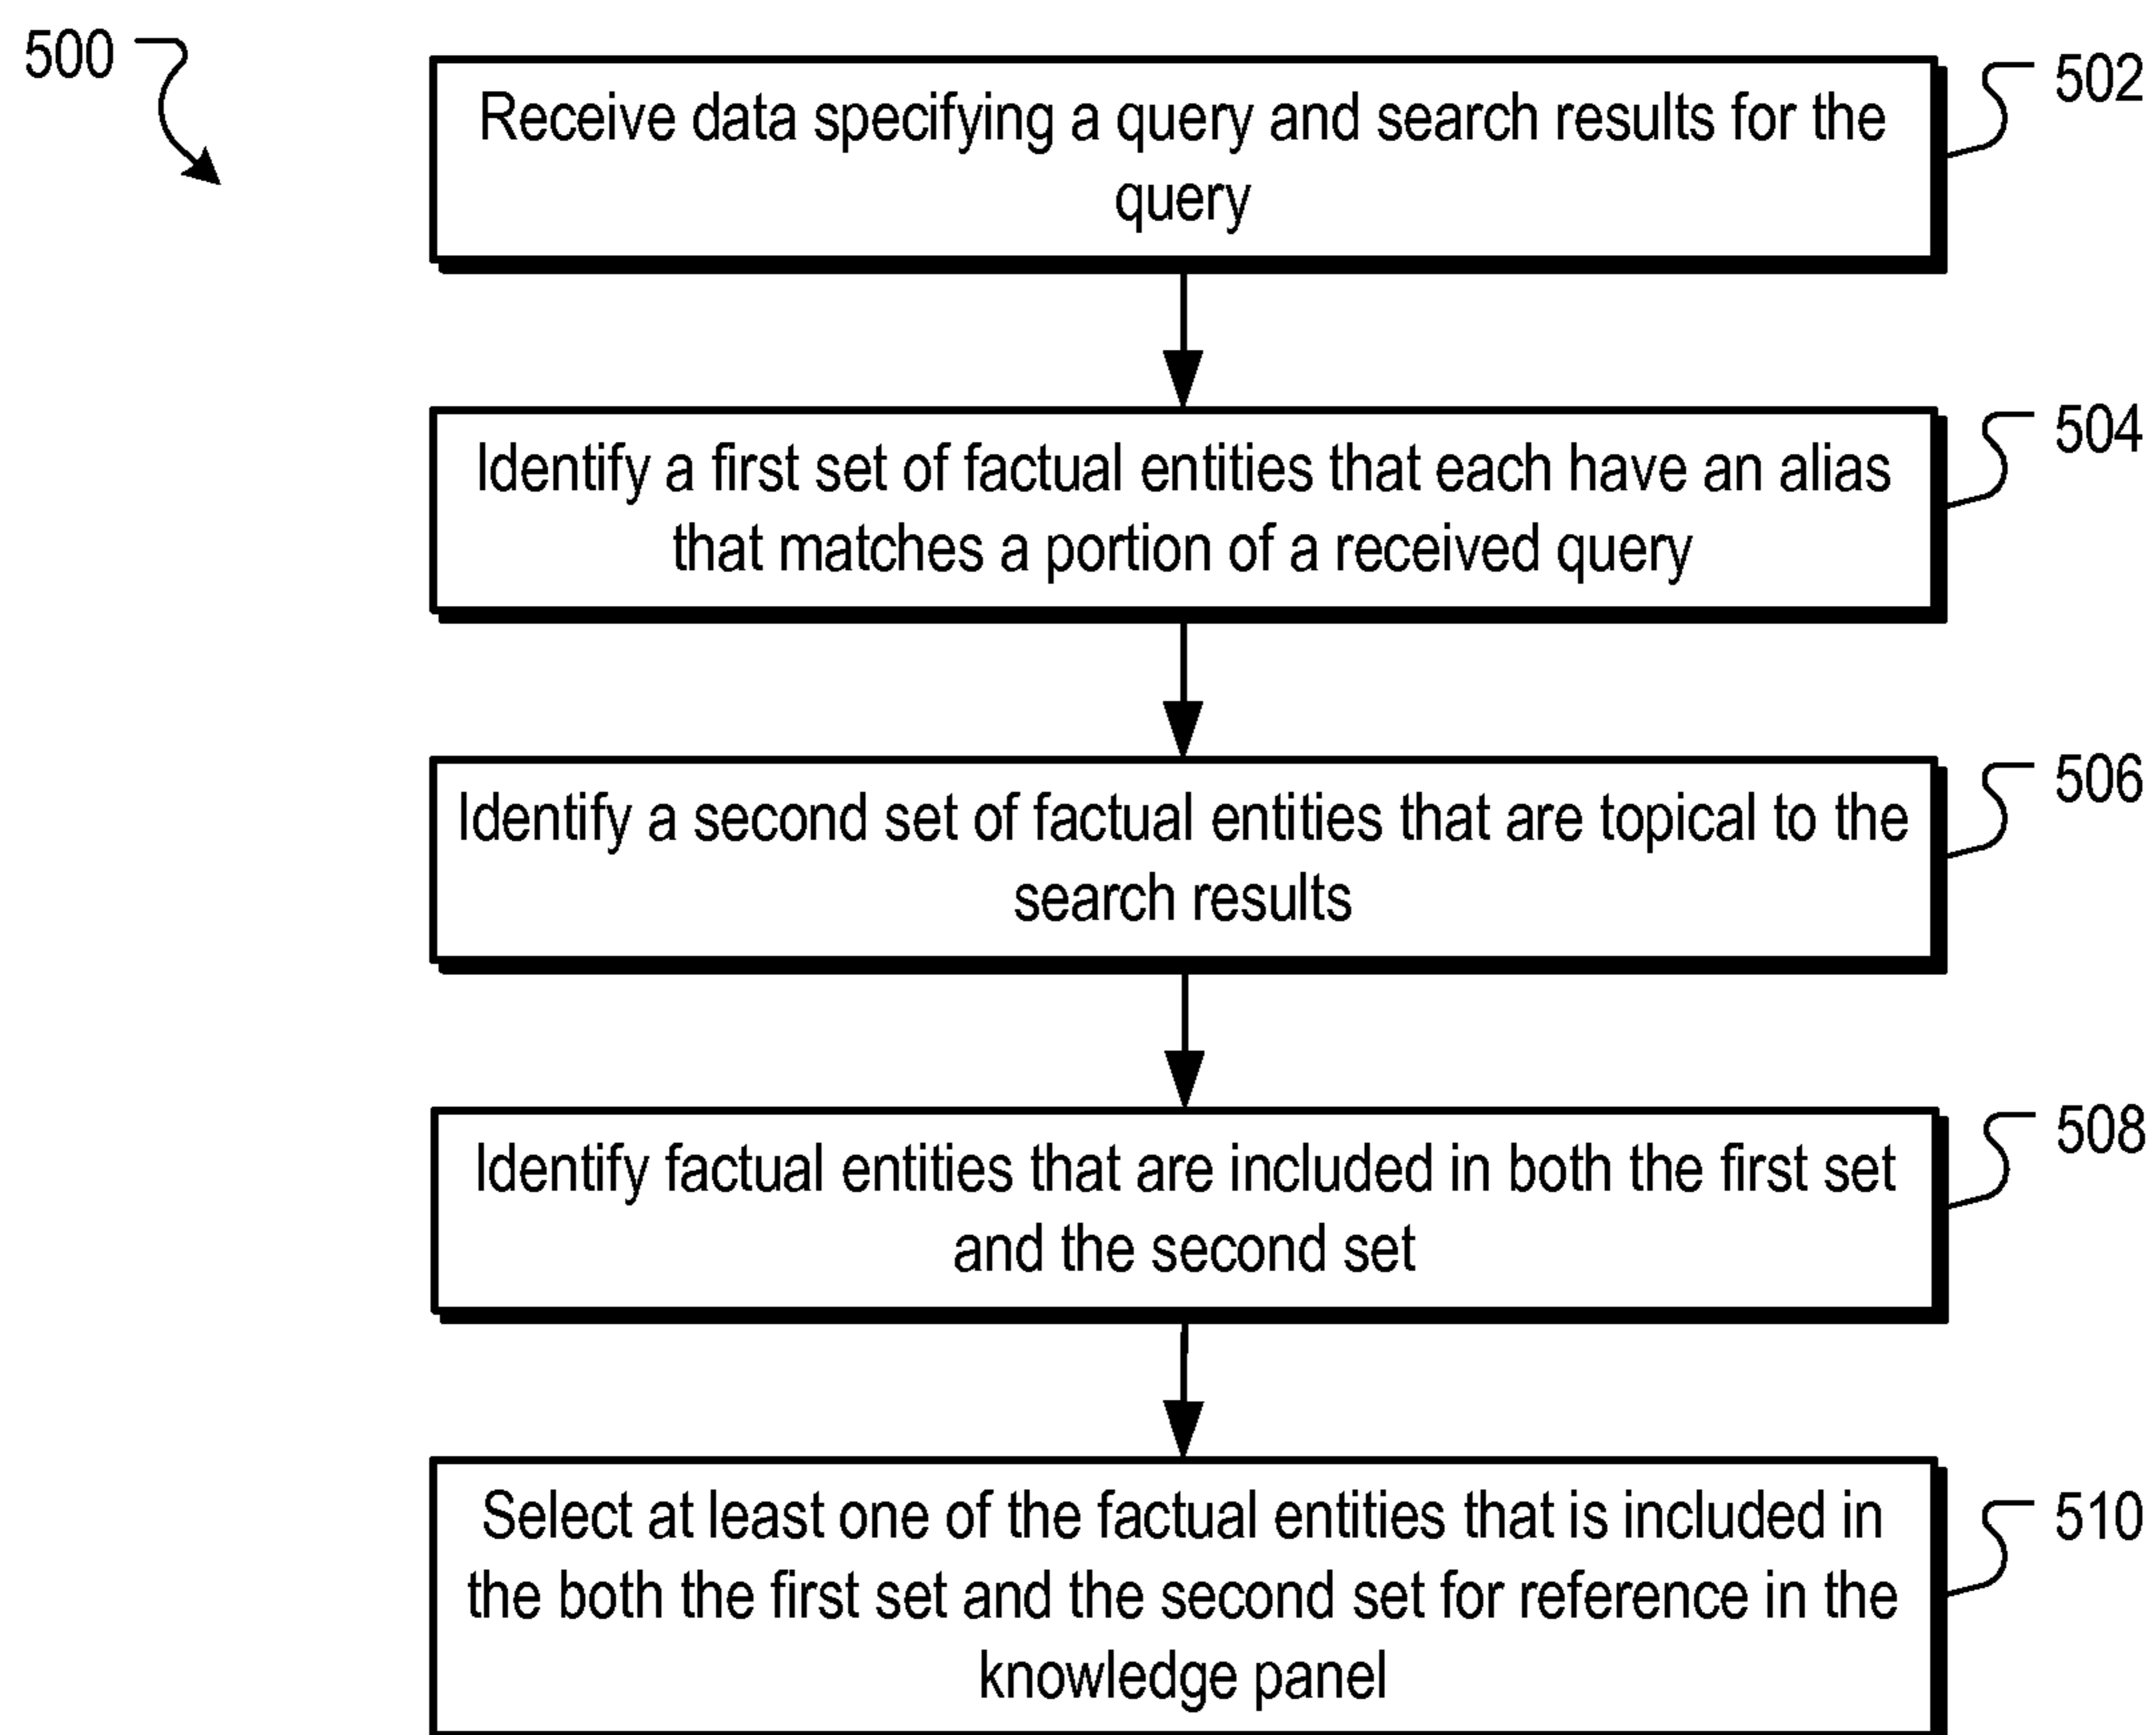 500
502
Receive data specifying a query and search results for the
query
504
Identify a first set of factual entities that each have an alias
that matches a portion of a received query
506
Identify a second set of factual entities that are topical to the
search results
508
Identify factual entities that are included in both the first set
and the second set
510
Select at least one of the factual entities that is included in
the both the first set and the second set for reference in the
knowledge panel